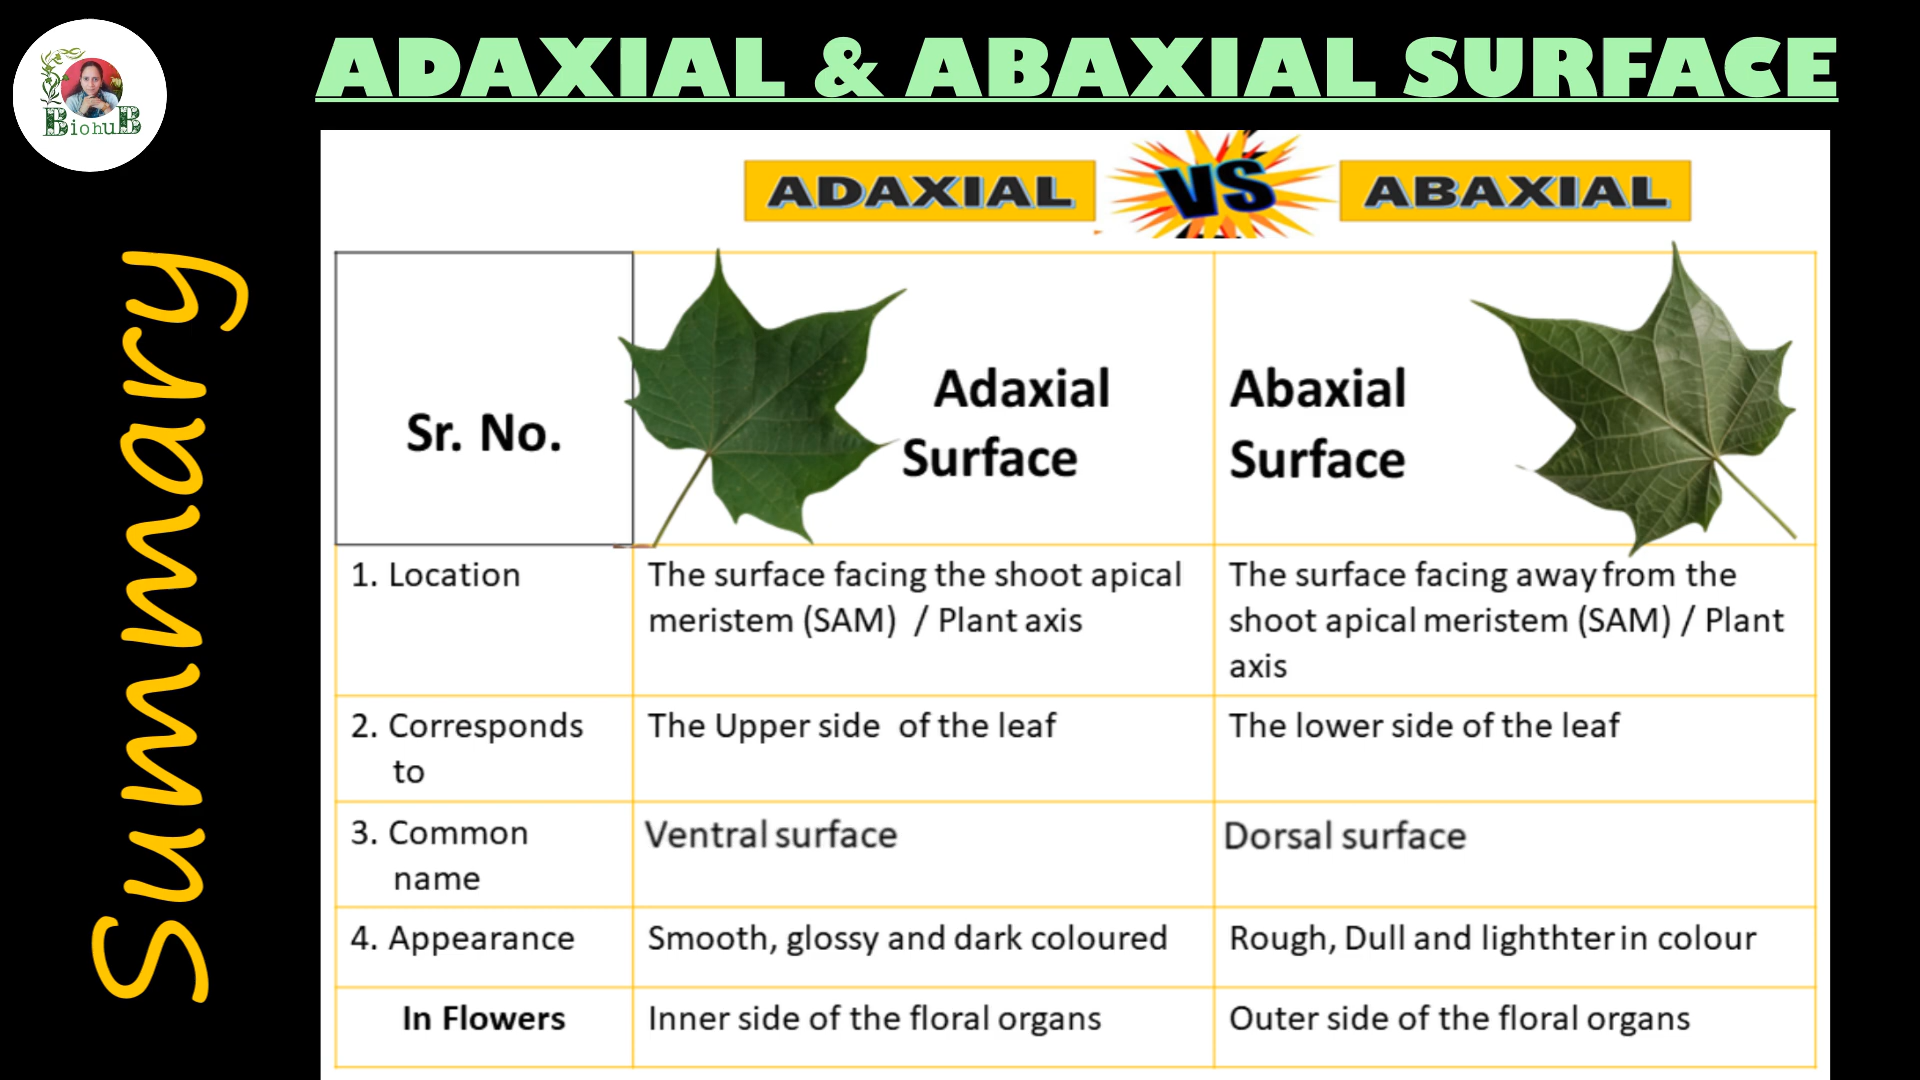 BiohuB
ADAXIAL & ABAXIAL SURFACE
Summary
ADAXIAL VS ABAXIAL
Sr. No.
Adaxial
Surface
Abaxial
Surface
1. Location
The surface facing the shoot apical
meristem (SAM) / Plant axis
The surface facing away from the
shoot apical meristem (SAM) / Plant
axis
2. Corresponds
to
The Upper side of the leaf
The lower side of the leaf
3. Common
name
Ventral surface
Dorsal surface
4. Appearance
Smooth, glossy and dark coloured
Rough, Dull and lighthter in colour
In Flowers
Inner side of the floral organs
Outer side of the floral organs